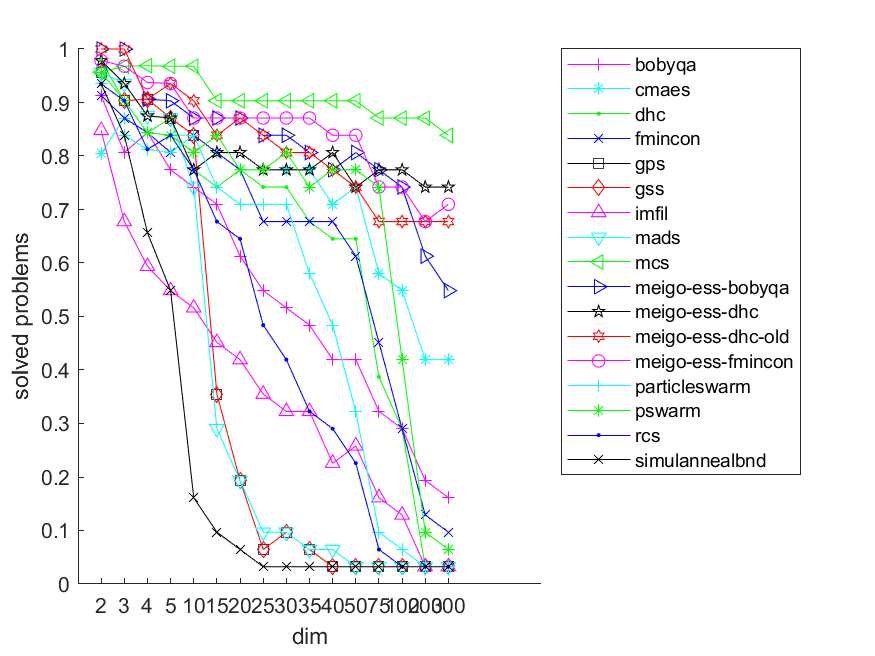 1
0.9
0.8
0.7
0.6
0.5
0.4
0.3
0.2
0.1
0
solved problems
2 3 4 5 10 15 20 25 30 35 40 50 75 100 200 300
dim
bobyqa
cmaes
dhc
fmincon
gps
gss
imfil
mads
mcs
meigo-ess-bobyqa
meigo-ess-dhc
meigo-ess-dhc-old
meigo-ess-fmincon
particleswarm
pswarm
rcs
simulannealbnd